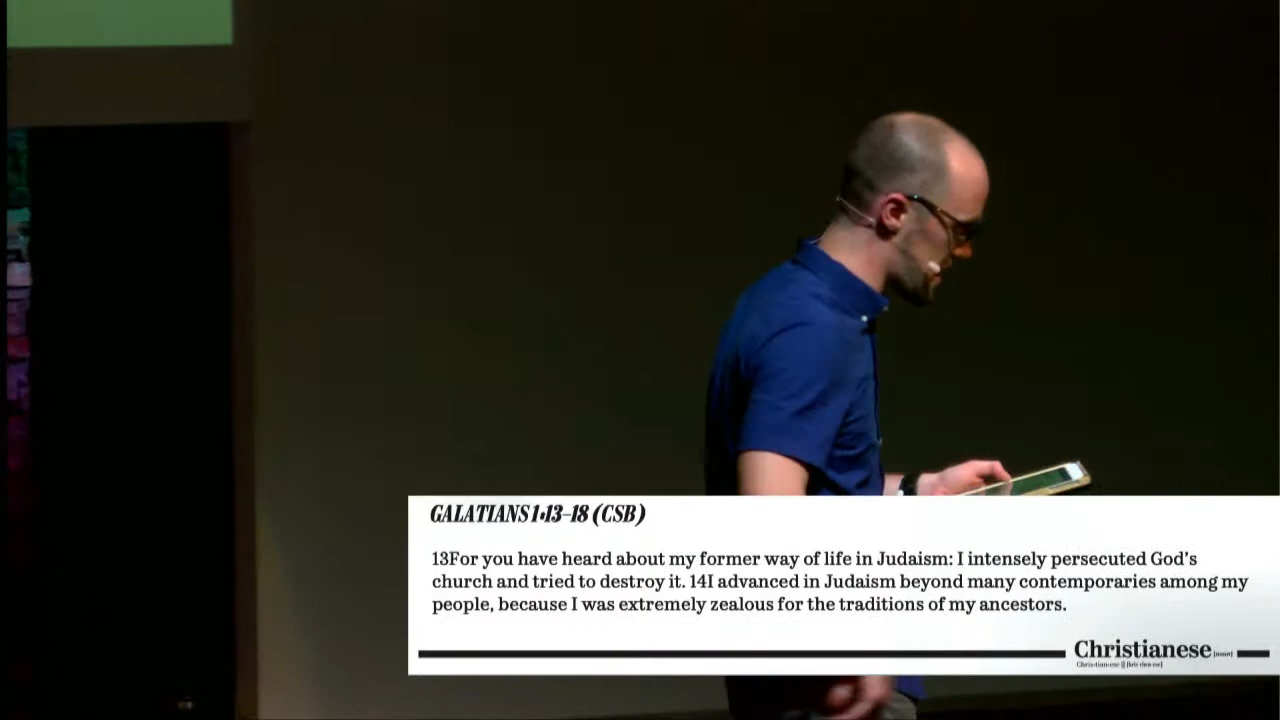 GALATIANS 1:13–18 (CSB)
13For you have heard about my former way of life in Judaism: I intensely persecuted God's
church and tried to destroy it. 14I advanced in Judaism beyond many contemporaries among my
people, because I was extremely zealous for the traditions of my ancestors.
Christianese [noun]